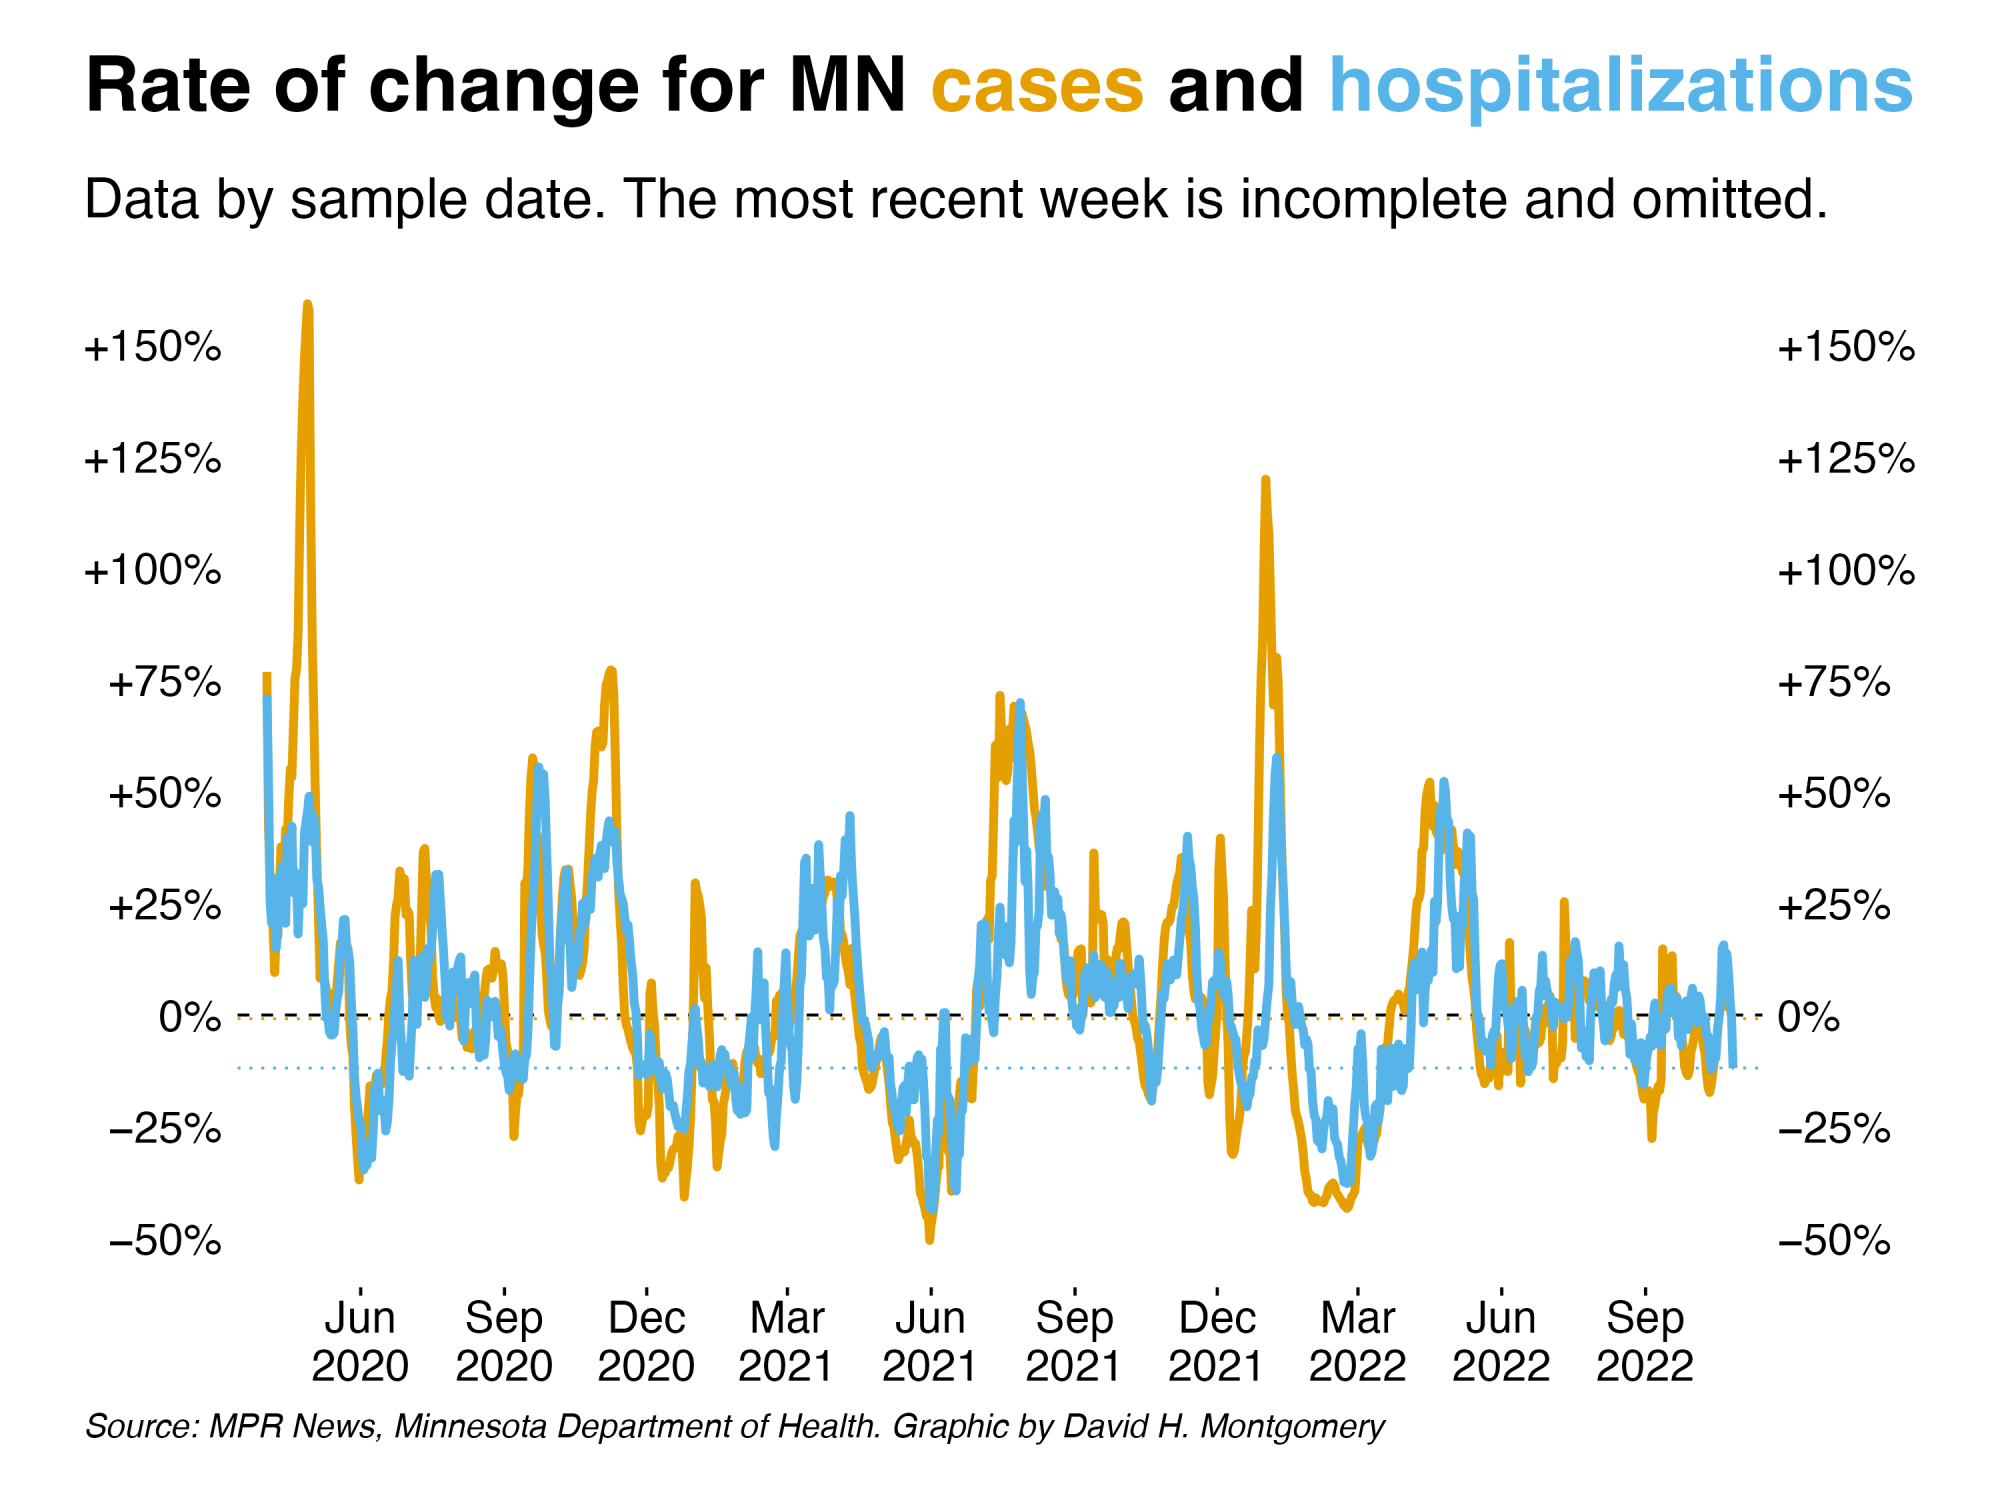 Rate of change for MN cases and hospitalizations
Data by sample date. The most recent week is incomplete and omitted.
+150% +150%
+125% +125%
+100% +100%
+75% +75%
+50% +50%
+25% +25%
0% 0%
−25% −25%
−50% −50%
Jun Sep Dec Mar Jun Sep Dec Mar Jun Sep
2020 2020 2020 2021 2021 2021 2021 2022 2022 2022
Source: MPR News, Minnesota Department of Health. Graphic by David H. Montgomery